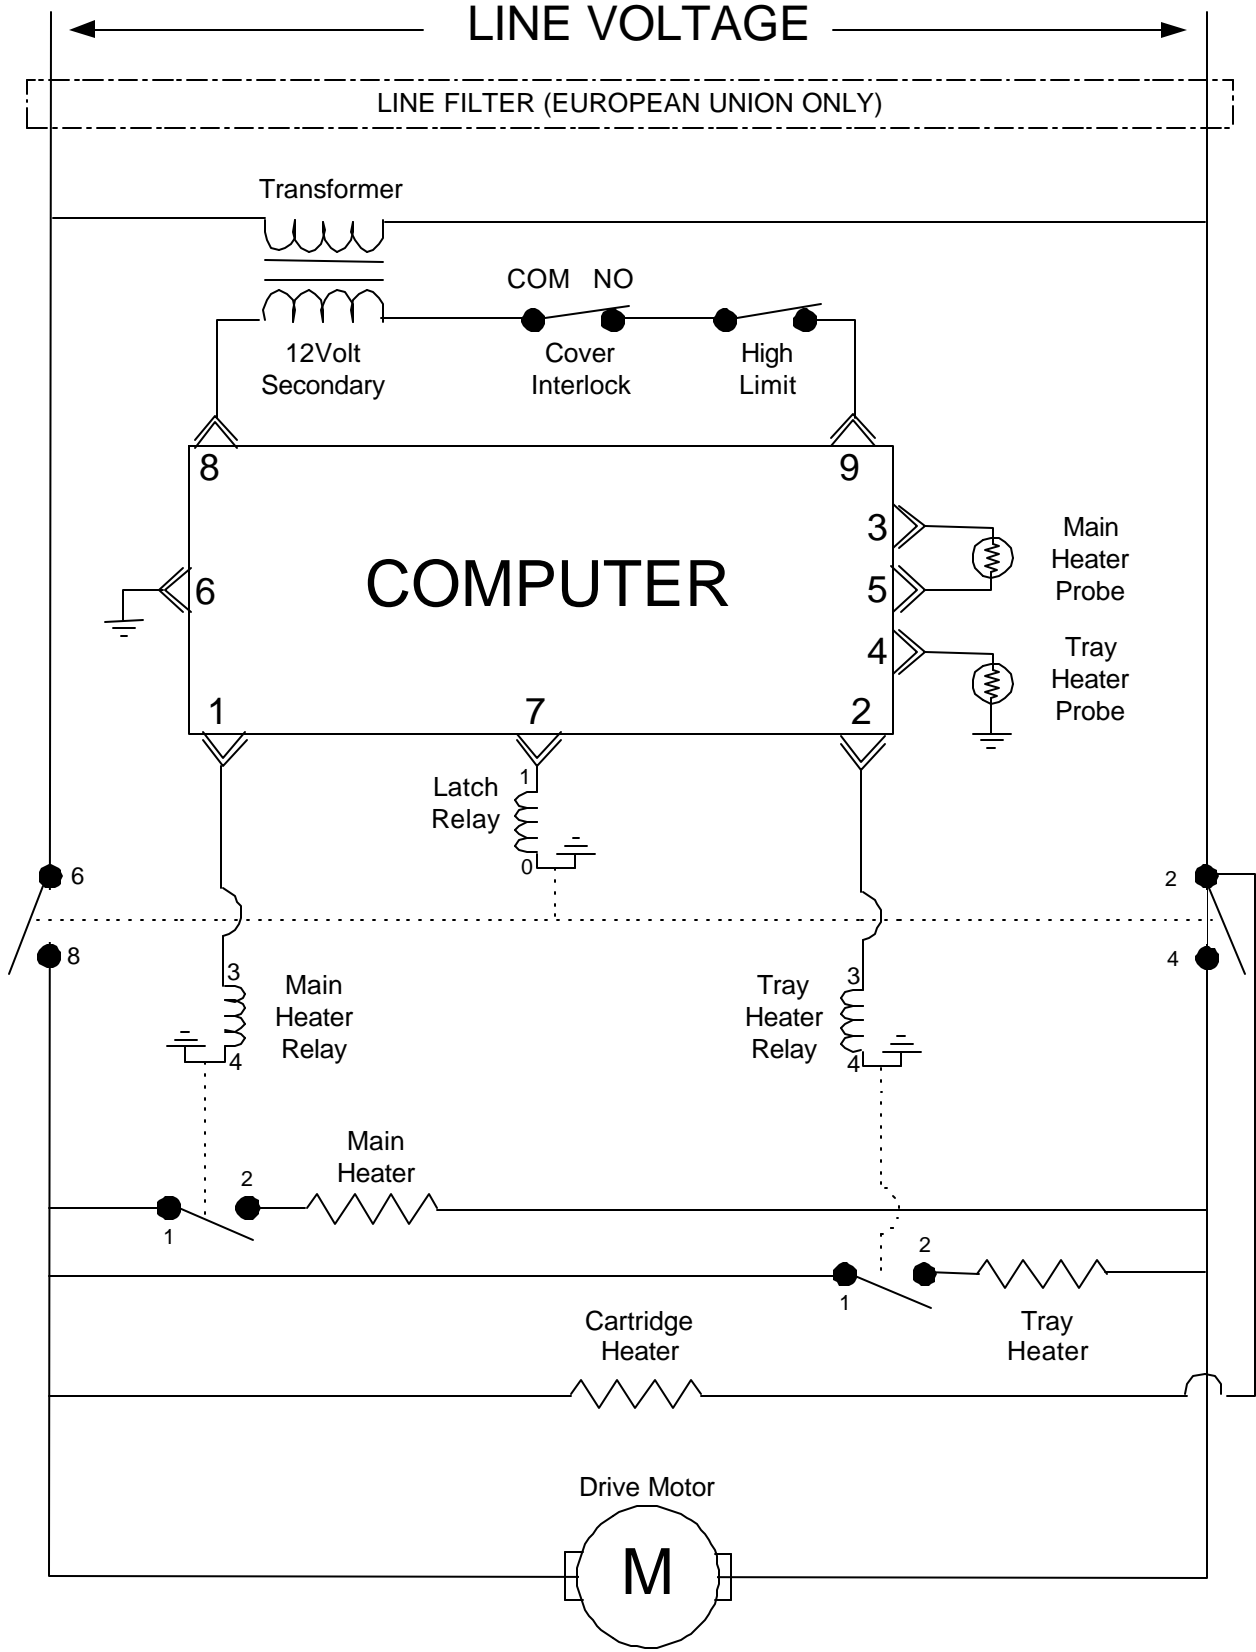 LINE VOLTAGE
LINE FILTER (EUROPEAN UNION ONLY)
Transformer
COM NO
12Volt
Secondary
Cover
Interlock
High
Limit
8
9
3
Main
Heater
Probe
COMPUTER
6
5
4
Tray
Heater
Probe
1
7
2
Latch
Relay
1
0
6
2
8
4
3
Main
Heater
Relay
4
Tray
Heater
Relay
3
4
Main
Heater
2
1
2
1
Tray
Heater
Cartridge
Heater
Drive Motor
M